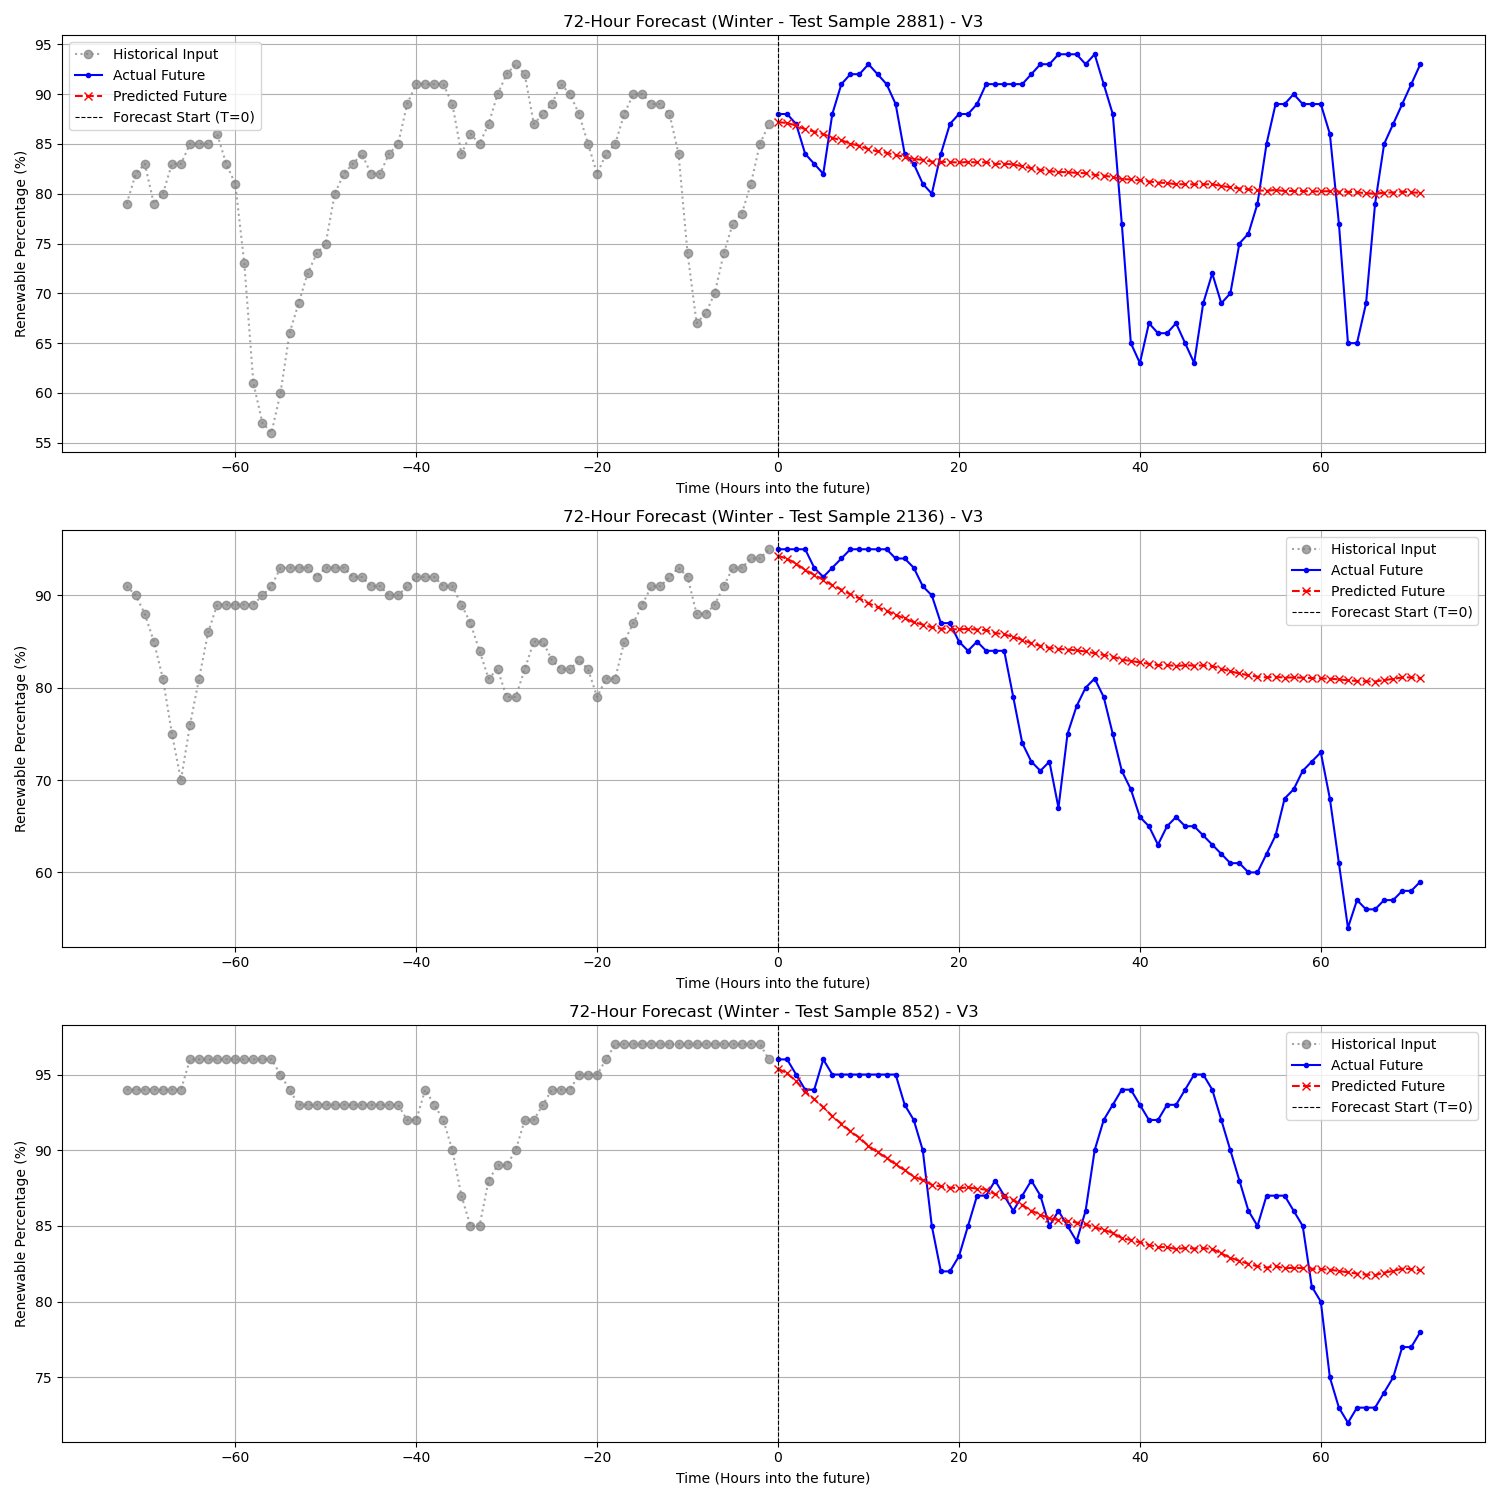 72-Hour Forecast (Winter - Test Sample 2881) - V3
Historical Input
Actual Future
Predicted Future
Forecast Start (T=0)
Renewable Percentage (%)
95
90
85
80
75
70
65
60
55
−60 −40 −20 0 20 40 60
Time (Hours into the future)
72-Hour Forecast (Winter - Test Sample 2136) - V3
Historical Input
Actual Future
Predicted Future
Forecast Start (T=0)
Renewable Percentage (%)
90
80
70
60
−60 −40 −20 0 20 40 60
Time (Hours into the future)
72-Hour Forecast (Winter - Test Sample 852) - V3
Historical Input
Actual Future
Predicted Future
Forecast Start (T=0)
Renewable Percentage (%)
95
90
85
80
75
−60 −40 −20 0 20 40 60
Time (Hours into the future)